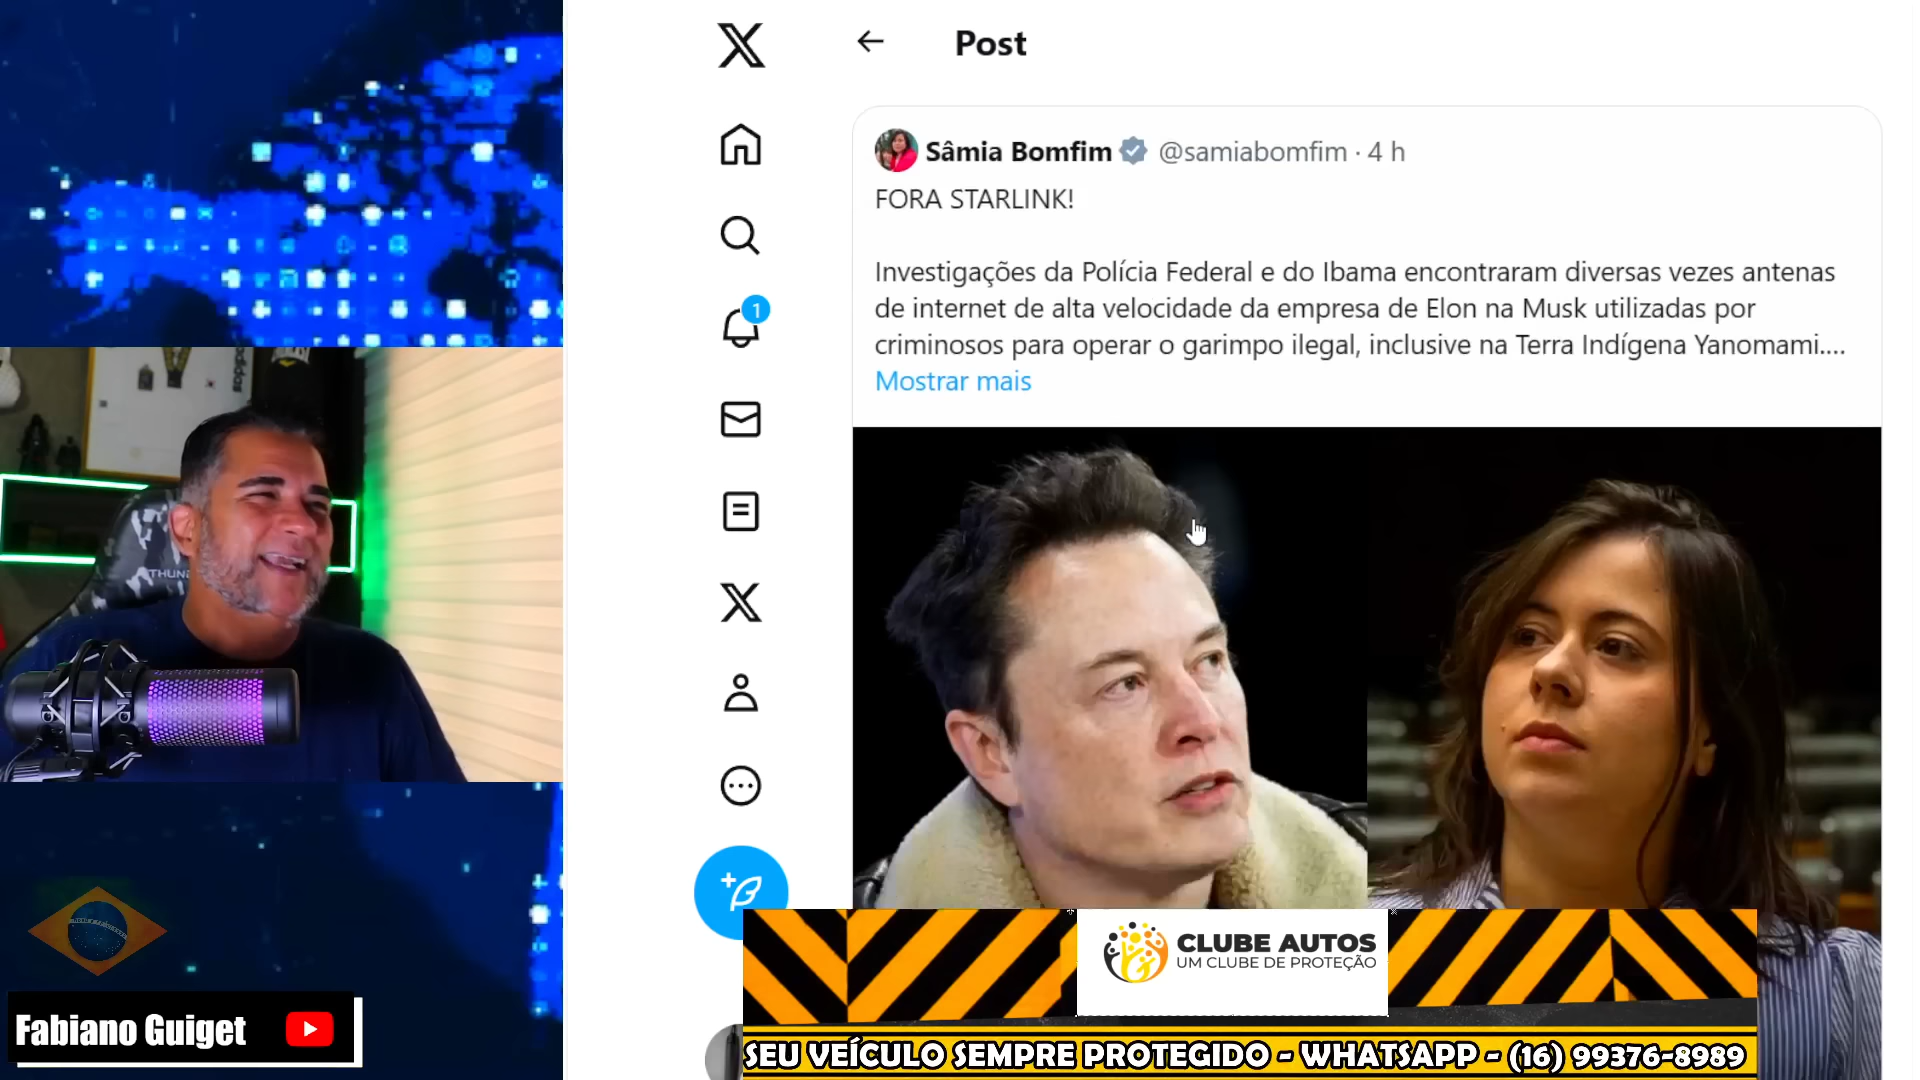 Post
Sâmia Bomfim @samiabomfim · 4 h
FORA STARLINK!
Investigações da Polícia Federal e do Ibama encontraram diversas vezes antenas
de internet de alta velocidade da empresa de Elon na Musk utilizadas por
criminosos para operar o garimpo ilegal, inclusive na Terra Indígena Yanomami....
Mostrar mais
1
THUND
Fabiano Guiget
CLUBE AUTOS
UM CLUBE DE PROTEÇÃO
SEU VEÍCULO SEMPRE PROTEGIDO - WHATSAPP - (16) 99376-8989